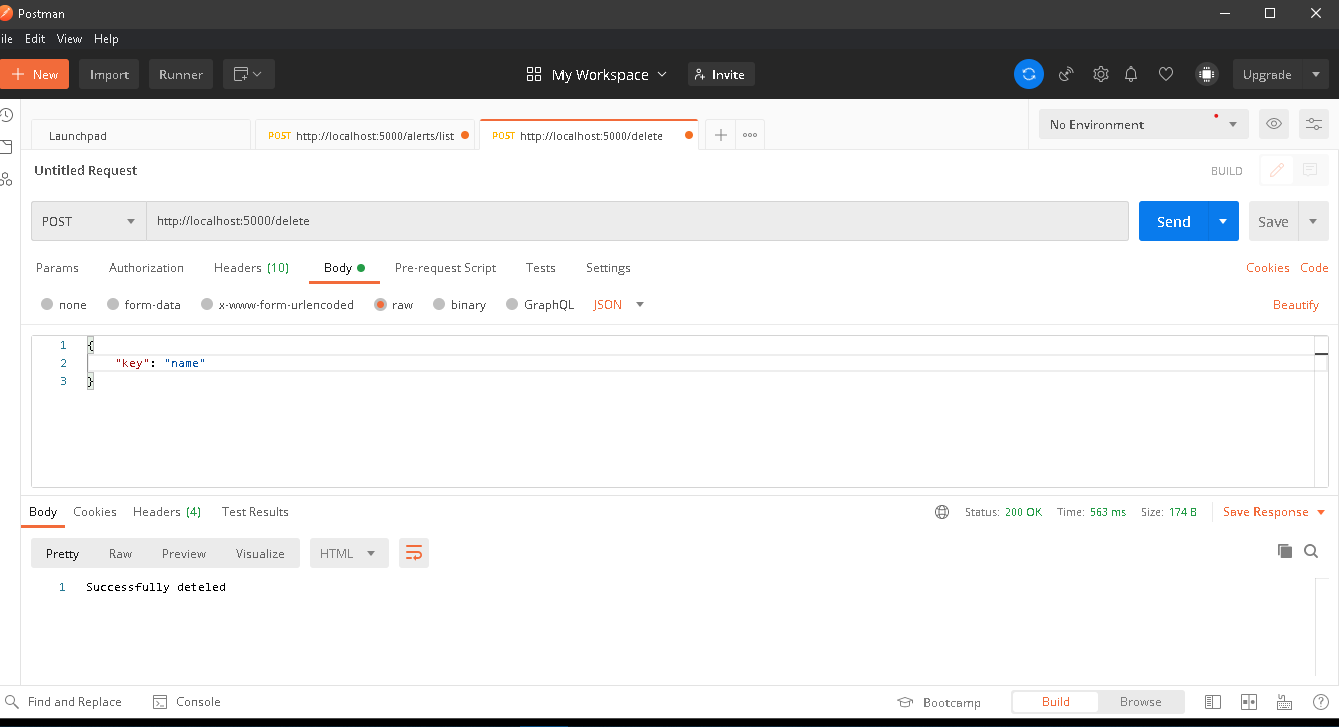 Postman
ile Edit View Help
New Import Runner My Workspace Invite Upgrade
Launchpad POST http://localhost:5000/alerts/list POST http://localhost:5000/delete No Environment
Untitled Request BUILD
POST http://localhost:5000/delete Send Save
Params Authorization Headers (10) Body Pre-request Script Tests Settings Cookies Code
none form-data x-www-form-urlencoded raw binary GraphQL JSON Beautify
1 {
2 "key": "name"
3 }
Body Cookies Headers (4) Test Results Status: 200 OK Time: 563 ms Size: 174 B Save Response
Pretty Raw Preview Visualize HTML
1 Successfully deteled
Find and Replace Console Bootcamp Build Browse